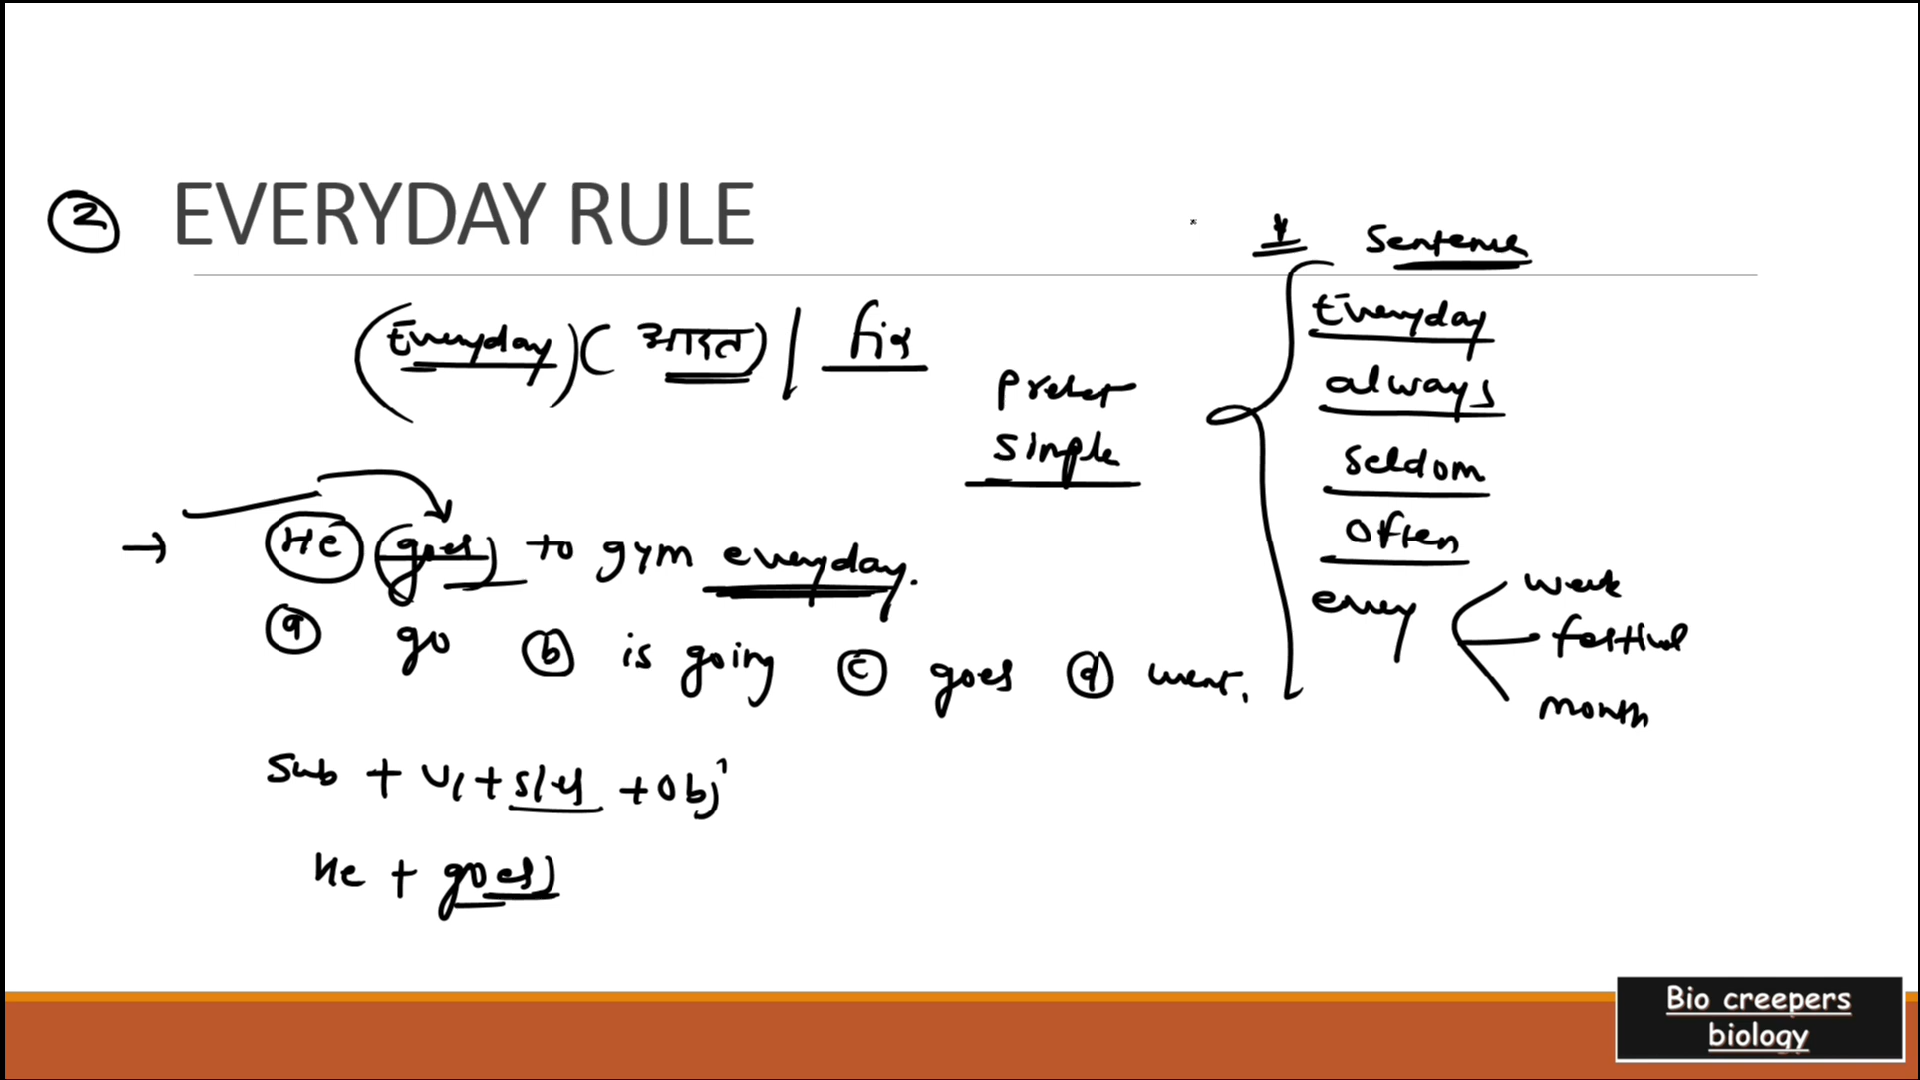 ② EVERYDAY RULE
(Everyday) (आदत) | fix
Present
simple
Sentence
Everyday
always
seldom
often
every
week
festival
month
→ He (goes) to gym everyday.
ⓐ go ⓑ is going ⓒ goes ⓓ went.
Sub + V1 + s/es + Obj
He + goes)
Bio creepers
biology